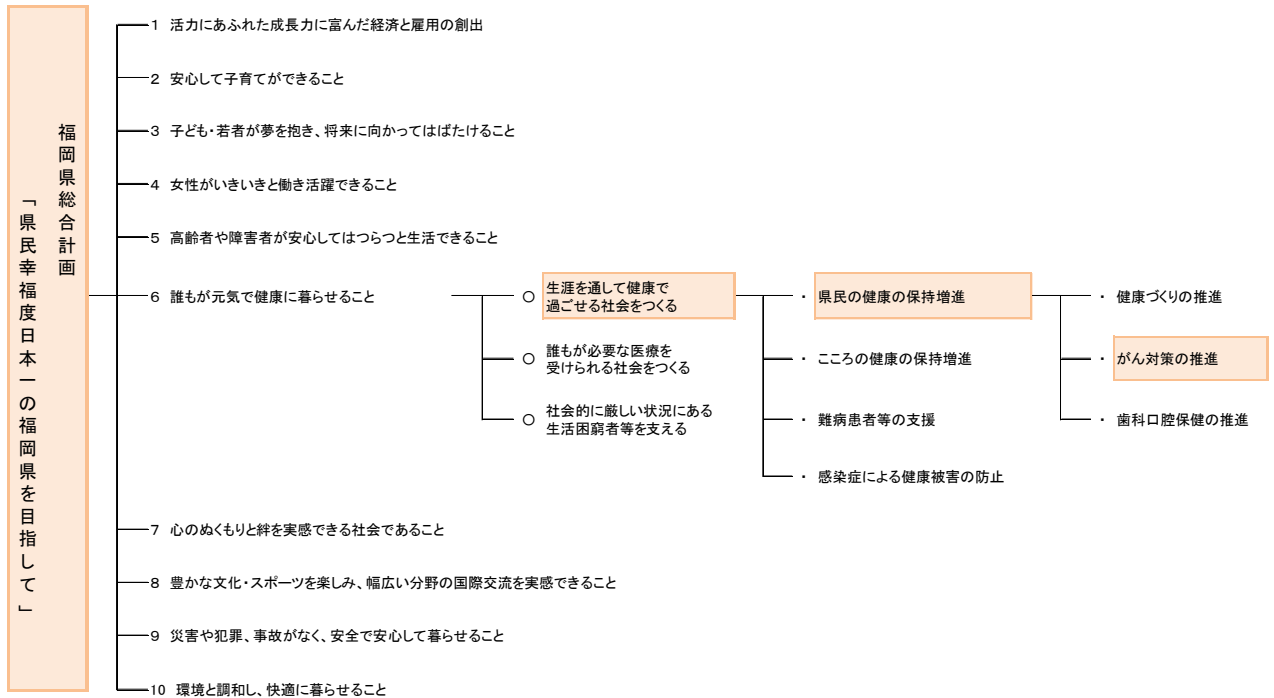 福岡県総合計画
「県民幸福度日本一の福岡県を目指して」
1 活力にあふれた成長力に富んだ経済と雇用の創出
2 安心して子育てができること
3 子ども・若者が夢を抱き、将来に向かってはばたけること
4 女性がいきいきと働き活躍できること
5 高齢者や障害者が安心してはつらつと生活できること
6 誰もが元気で健康に暮らせること
○ 生涯を通して健康で
過ごせる社会をつくる
・ 県民の健康の保持増進
・ 健康づくりの推進
・ がん対策の推進
・ 歯科口腔保健の推進
・ こころの健康の保持増進
・ 難病患者等の支援
・ 感染症による健康被害の防止
○ 誰もが必要な医療を
受けられる社会をつくる
○ 社会的に厳しい状況にある
生活困窮者等を支える
7 心のぬくもりと絆を実感できる社会であること
8 豊かな文化・スポーツを楽しみ、幅広い分野の国際交流を実感できること
9 災害や犯罪、事故がなく、安全で安心して暮らせること
10 環境と調和し、快適に暮らせること